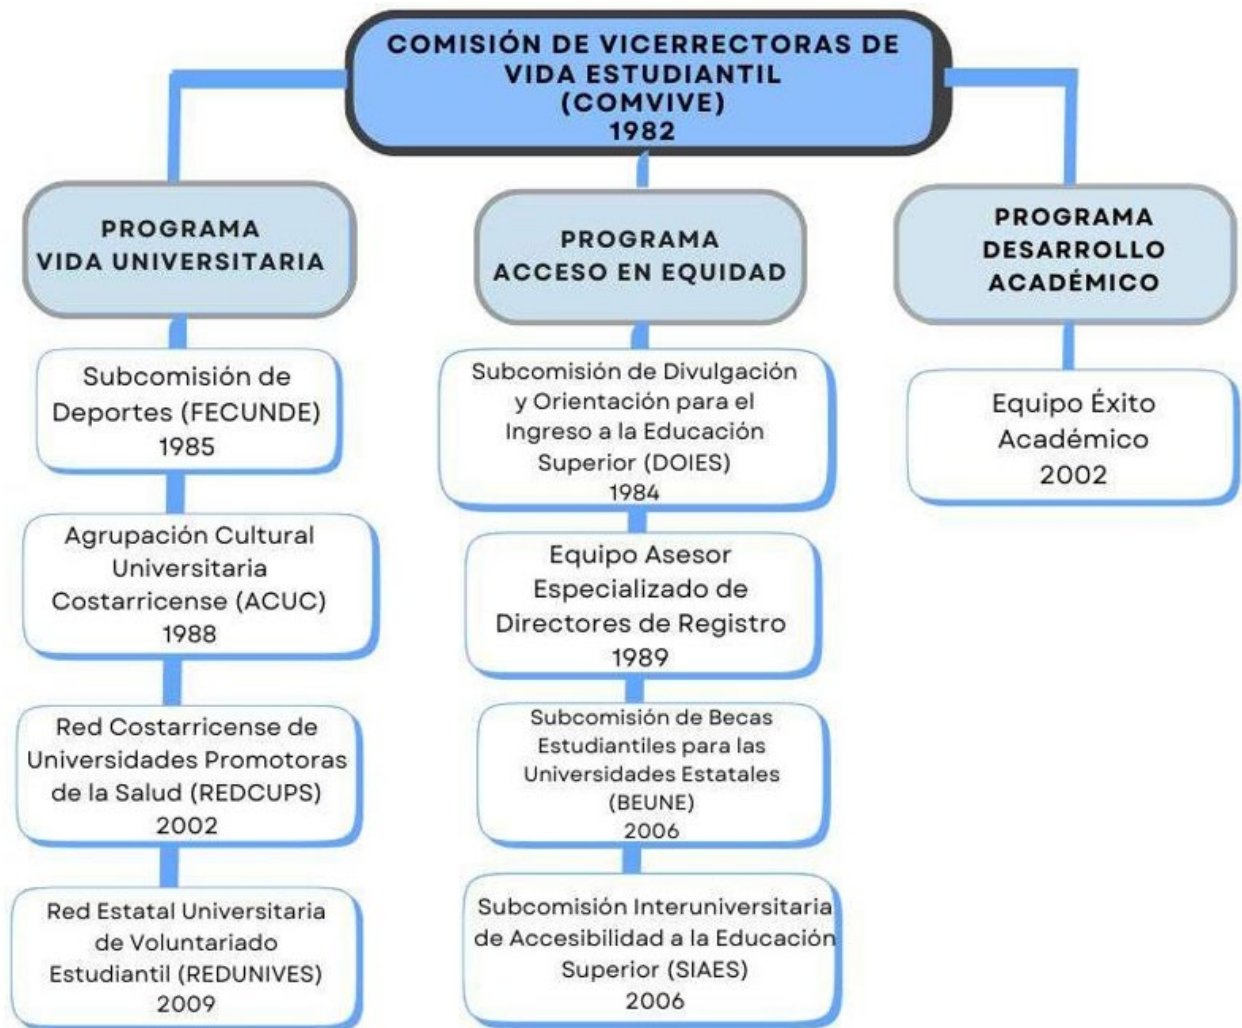 COMISIÓN DE VICERRECTORAS DE
VIDA ESTUDIANTIL
(COMVIVE)
1982
PROGRAMA
VIDA UNIVERSITARIA
Subcomisión de
Deportes (FECUNDE)
1985
Agrupación Cultural
Universitaria
Costarricense (ACUC)
1988
Red Costarricense de
Universidades Promotoras
de la Salud (REDCUPS)
2002
Red Estatal Universitaria
de Voluntariado
Estudiantil (REDUNIVES)
2009
PROGRAMA
ACCESO EN EQUIDAD
Subcomisión de Divulgación
y Orientación para el
Ingreso a la Educación
Superior (DOIES)
1984
Equipo Asesor
Especializado de
Directores de Registro
1989
Subcomisión de Becas
Estudiantiles para las
Universidades Estatales
(BEUNE)
2006
Subcomisión Interuniversitaria
de Accesibilidad a la Educación
Superior (SIAES)
2006
PROGRAMA
DESARROLLO
ACADÉMICO
Equipo Éxito
Académico
2002